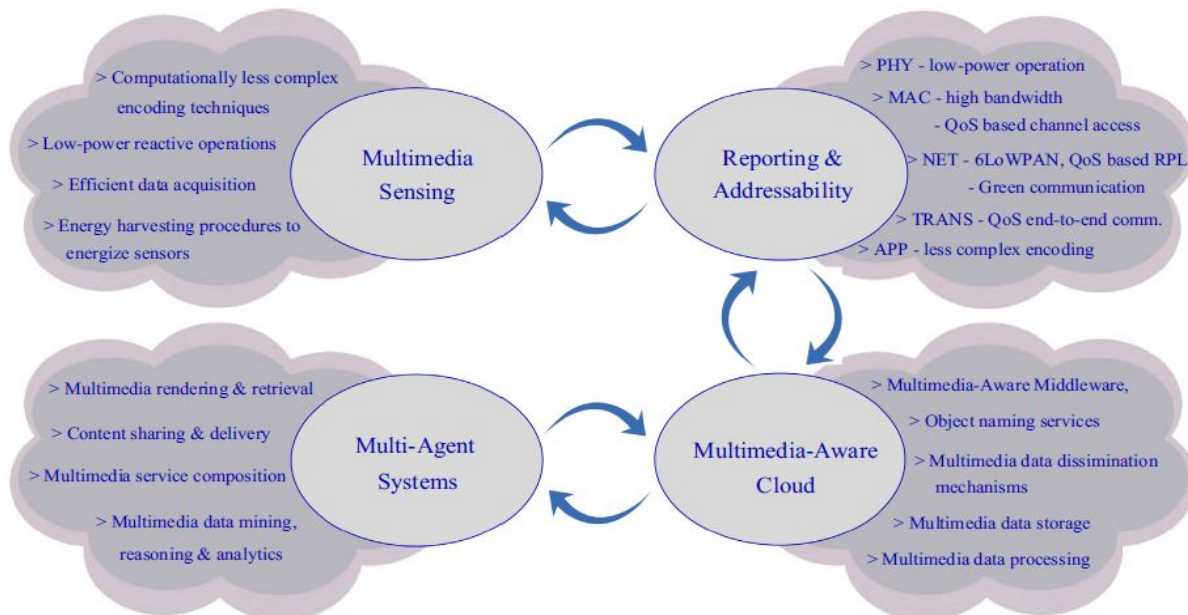 > Computationally less complex
encoding techniques
> Low-power reactive operations
> Efficient data acquisition
> Energy harvesting procedures to
energize sensors
Multimedia
Sensing
Reporting &
Addressability
> PHY - low-power operation
> MAC - high bandwidth
- QoS based channel access
> NET - 6LoWPAN, QoS based RPL
- Green communication
> TRANS - QoS end-to-end comm.
> APP - less complex encoding
> Multimedia rendering & retrieval
> Content sharing & delivery
> Multimedia service composition
> Multimedia data mining,
reasoning & analytics
Multi-Agent
Systems
Multimedia-Aware
Cloud
> Multimedia-Aware Middleware,
> Object naming services
> Multimedia data dissimination
mechanisms
> Multimedia data storage
> Multimedia data processing